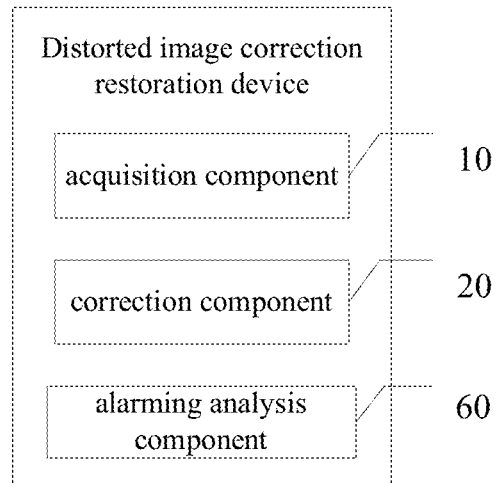 Distorted image correction
restoration device
acquisition component
10
correction component
20
alarming analysis
component
60